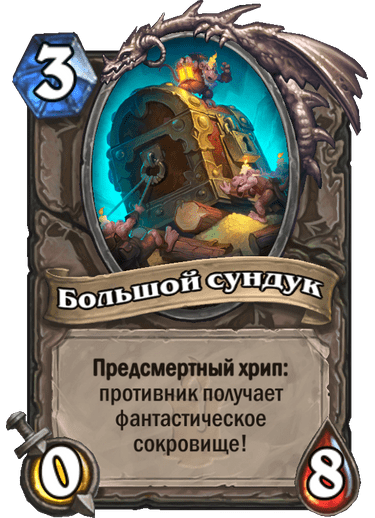 3
Большой сундук
Предсмертный хрип:
противник получает
фантастическое
сокровище!
0
8